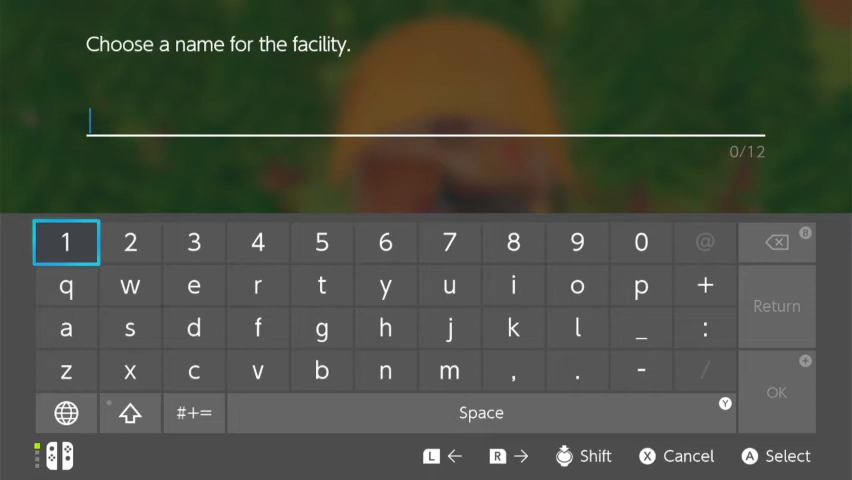 Choose a name for the facility.
0/12
1 2 3 4 5 6 7 8 9 0 @ B
q w e r t y u i o p + Return
a s d f g h j k l _ :
z x c v b n m , . - / + OK
#+= Space Y
L ← R → Shift X Cancel A Select